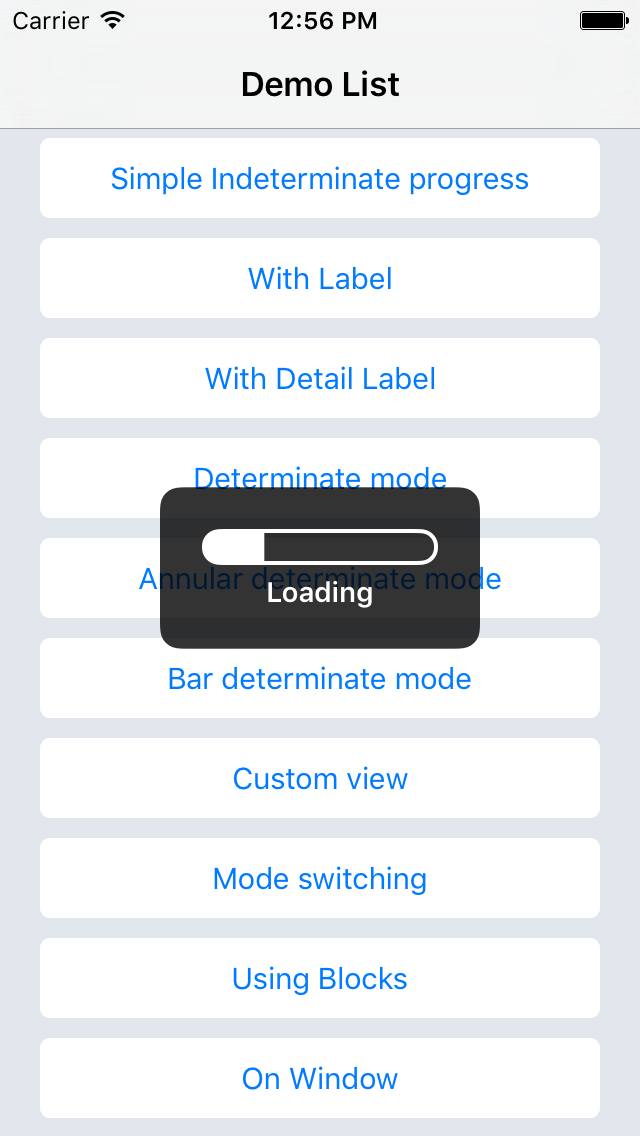 Carrier 12:56 PM
Demo List
Simple Indeterminate progress
With Label
With Detail Label
Determinate mode
Annular determinate mode
Loading
Bar determinate mode
Custom view
Mode switching
Using Blocks
On Window